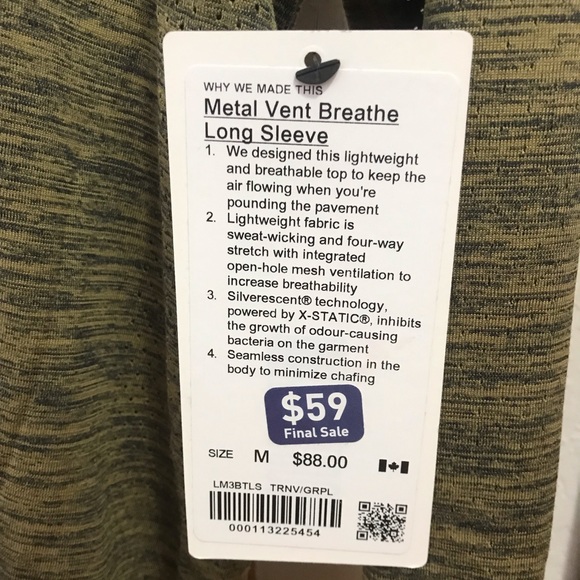 WHY WE MADE THIS
Metal Vent Breathe
Long Sleeve
1. We designed this lightweight
and breathable top to keep the
air flowing when you're
pounding the pavement
2. Lightweight fabric is
sweat-wicking and four-way
stretch with integrated
open-hole mesh ventilation to
increase breathability
3. Silverescent® technology,
powered by X-STATIC®, inhibits
the growth of odour-causing
bacteria on the garment
4. Seamless construction in the
body to minimize chafing
$59
Final Sale
SIZE M $88.00
LM3BTLS TRNV/GRPL
000113225454